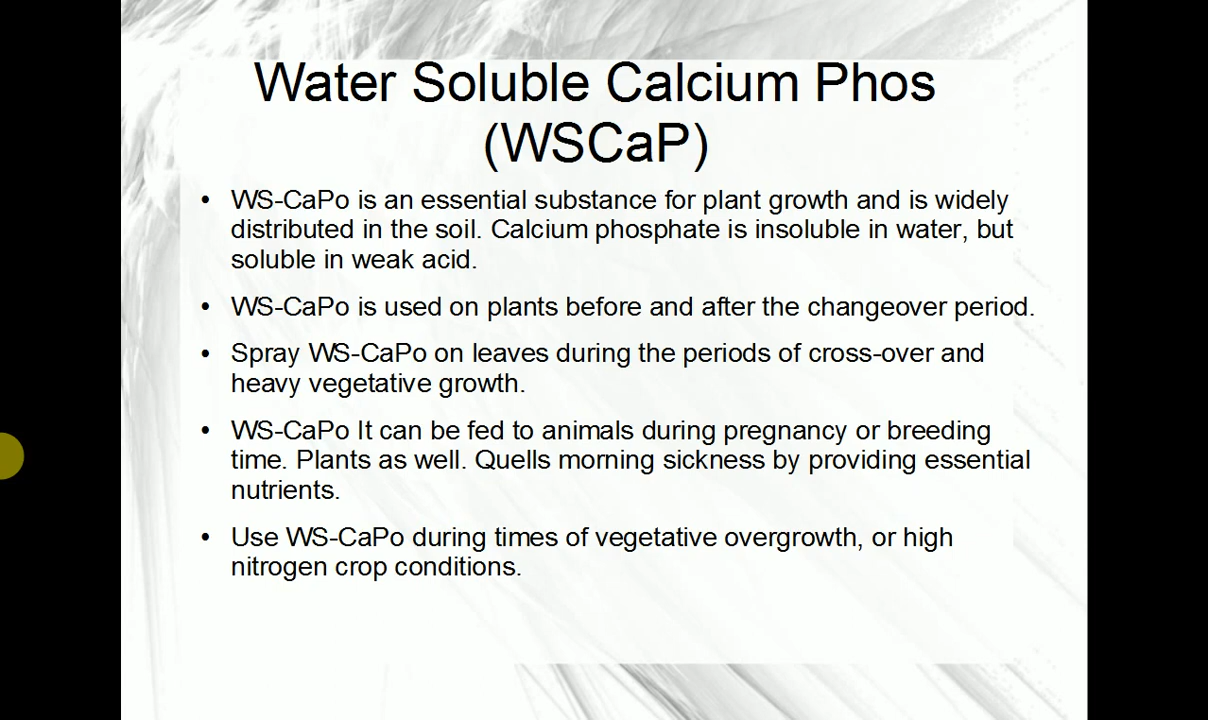 Water Soluble Calcium Phos
(WSCaP)
• WS-CaPo is an essential substance for plant growth and is widely
distributed in the soil. Calcium phosphate is insoluble in water, but
soluble in weak acid.
• WS-CaPo is used on plants before and after the changeover period.
• Spray WS-CaPo on leaves during the periods of cross-over and
heavy vegetative growth.
• WS-CaPo It can be fed to animals during pregnancy or breeding
time. Plants as well. Quells morning sickness by providing essential
nutrients.
• Use WS-CaPo during times of vegetative overgrowth, or high
nitrogen crop conditions.